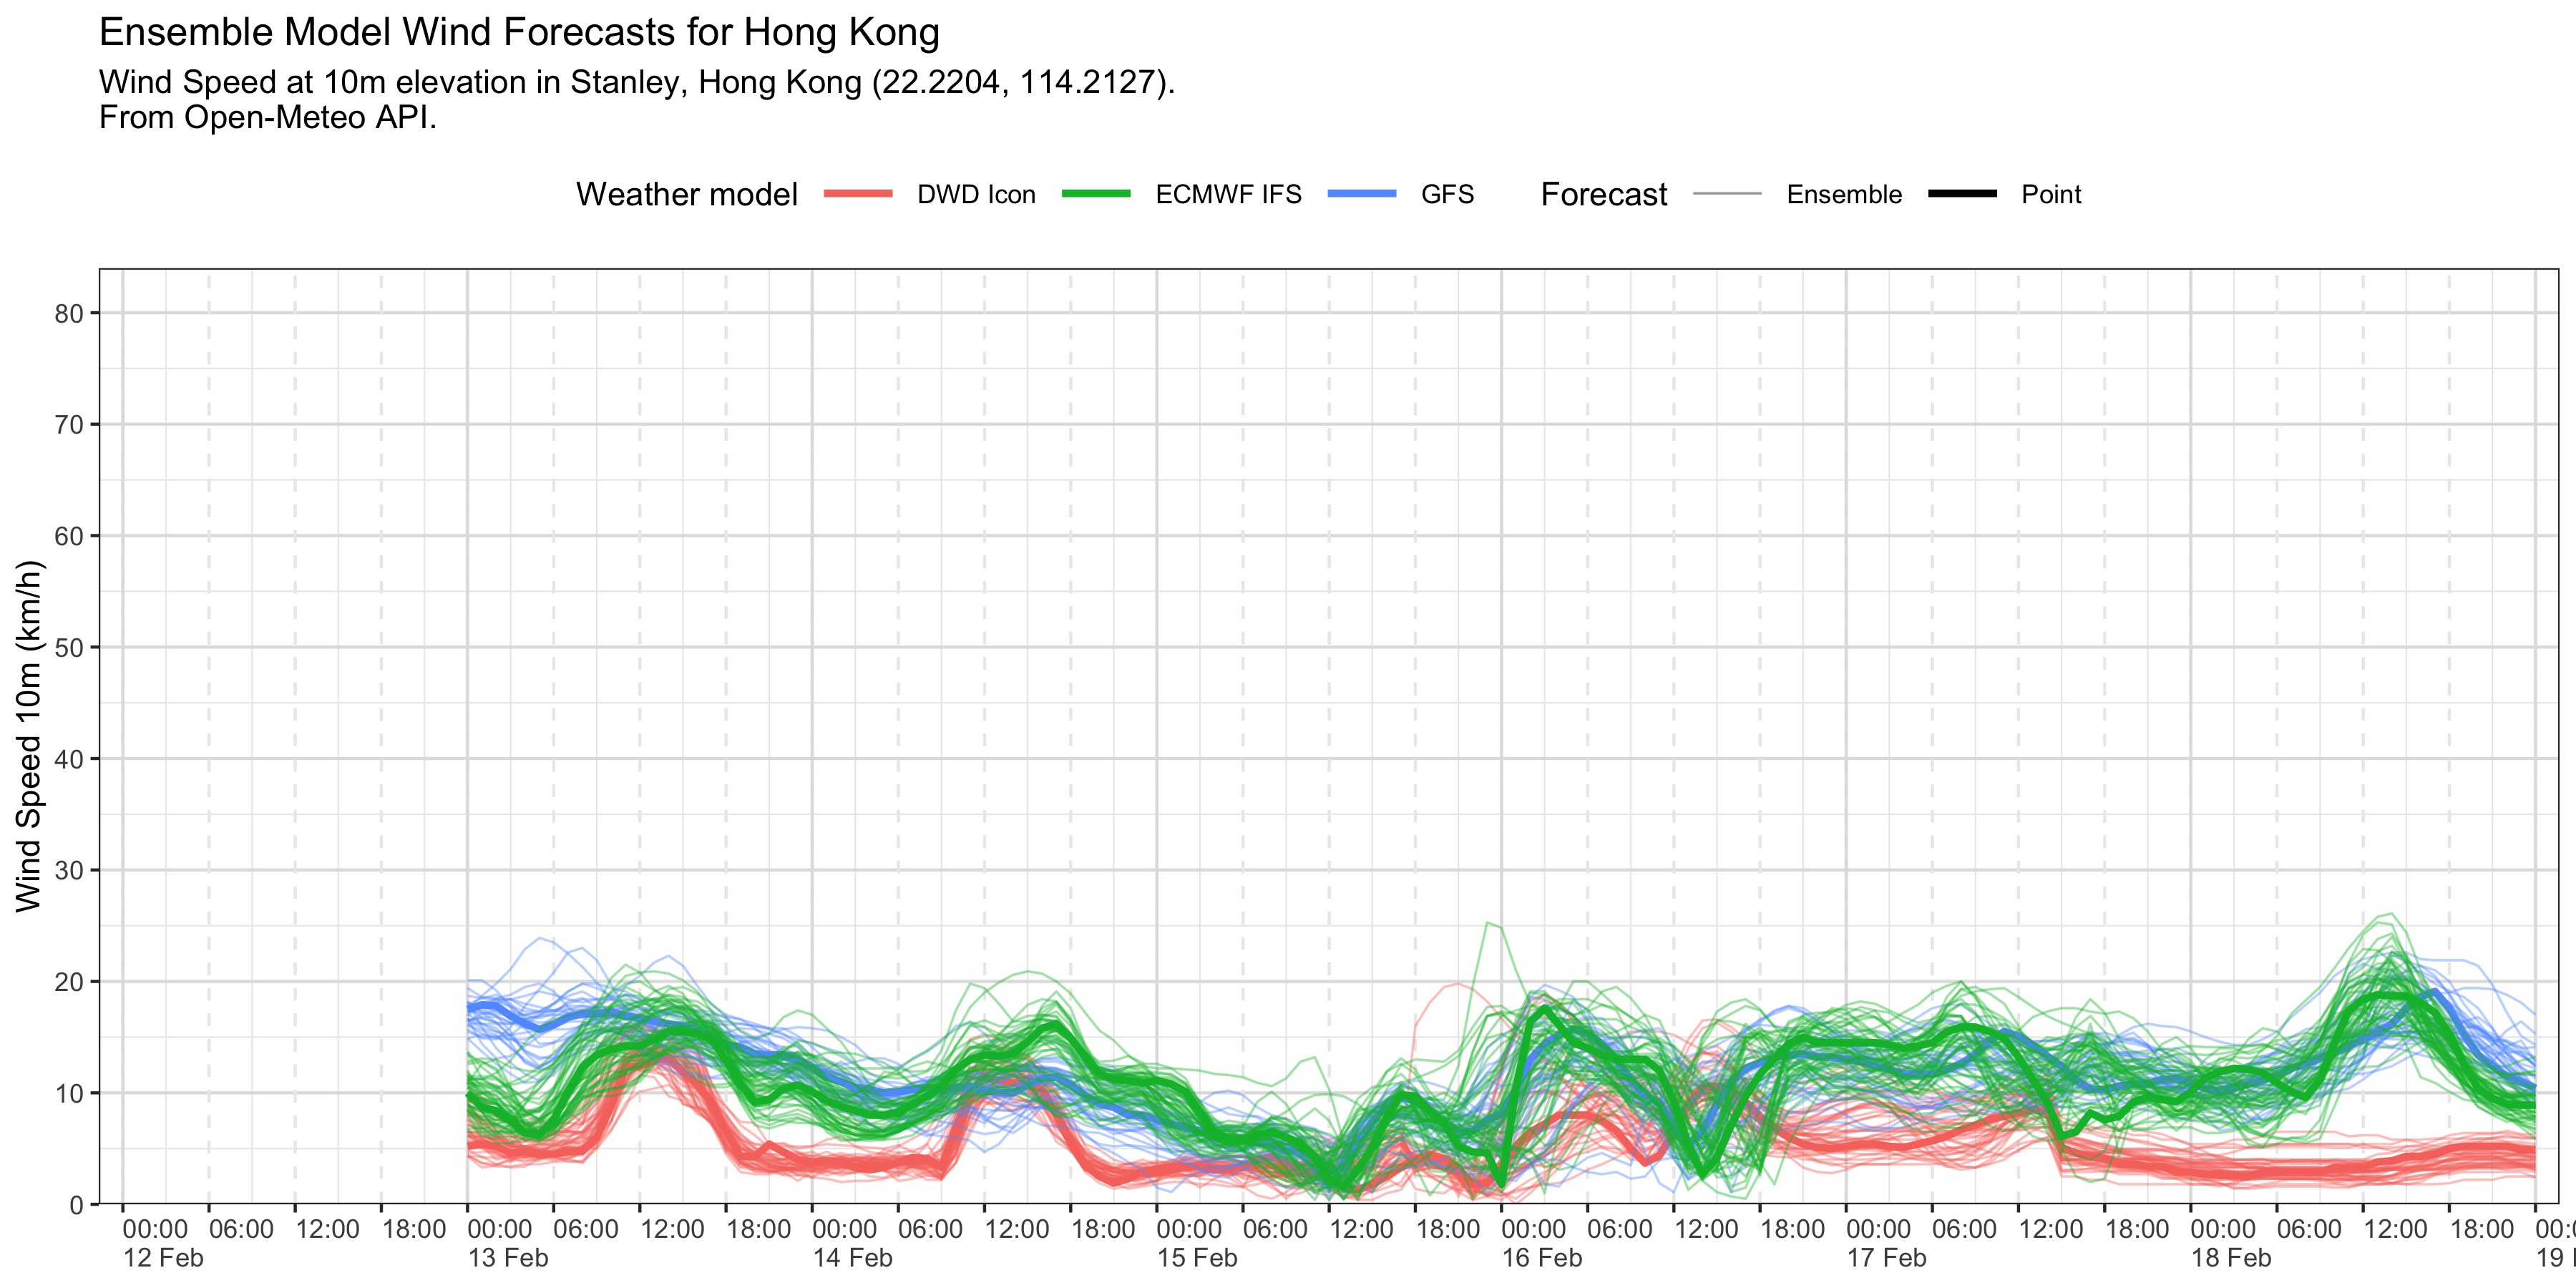 Ensemble Model Wind Forecasts for Hong Kong
Wind Speed at 10m elevation in Stanley, Hong Kong (22.2204, 114.2127).
From Open-Meteo API.
Weather model DWD Icon ECMWF IFS GFS Forecast Ensemble Point
Wind Speed 10m (km/h)
80
70
60
50
40
30
20
10
0
00:00 06:00 12:00 18:00 00:00 06:00 12:00 18:00 00:00 06:00 12:00 18:00 00:00 06:00 12:00 18:00 00:00 06:00 12:00 18:00 00:00 06:00 12:00 18:00 00:00 06:00 12:00 18:00
12 Feb 13 Feb 14 Feb 15 Feb 16 Feb 17 Feb 18 Feb 19